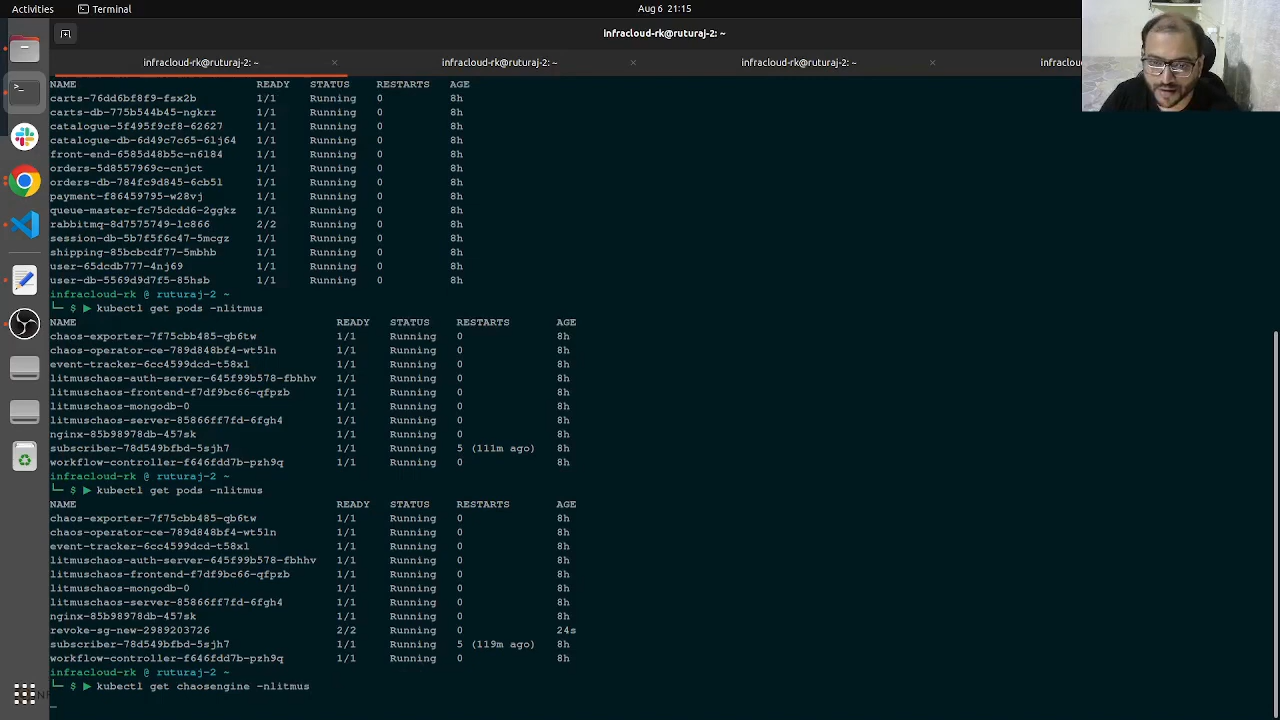 Activities Terminal Aug 6 21:15
infracloud-rk@ruturaj-2: ~
infracloud-rk@ruturaj-2: ~ × infracloud-rk@ruturaj-2: ~ × infracloud-rk@ruturaj-2: ~ × infracloud-rk
NAME READY STATUS RESTARTS AGE
carts-76dd6bf8f9-fsx2b 1/1 Running 0 8h
carts-db-775b544b45-ngkrr 1/1 Running 0 8h
catalogue-5f495f9cf8-62627 1/1 Running 0 8h
catalogue-db-6d49c7c65-6lj64 1/1 Running 0 8h
front-end-6585d48b5c-n6l84 1/1 Running 0 8h
orders-5d8557969c-cnjct 1/1 Running 0 8h
orders-db-784fc9d845-6cb5l 1/1 Running 0 8h
payment-f86459795-w28vj 1/1 Running 0 8h
queue-master-fc75dcdd6-2ggkz 1/1 Running 0 8h
rabbitmq-8d7575749-lc866 2/2 Running 0 8h
session-db-5b7f5f6c47-5mcgz 1/1 Running 0 8h
shipping-85bcbcdf77-5mbhb 1/1 Running 0 8h
user-65dcdb777-4nj69 1/1 Running 0 8h
user-db-5569d9d7f5-85hsb 1/1 Running 0 8h
infracloud-rk @ ruturaj-2 ~
└─ $ ▶ kubectl get pods -nlitmus
NAME READY STATUS RESTARTS AGE
chaos-exporter-7f75cbb485-qb6tw 1/1 Running 0 8h
chaos-operator-ce-789d848bf4-wt5ln 1/1 Running 0 8h
event-tracker-6cc4599dcd-t58xl 1/1 Running 0 8h
litmuschaos-auth-server-645f99b578-fbhhv 1/1 Running 0 8h
litmuschaos-frontend-f7df9bc66-qfpzb 1/1 Running 0 8h
litmuschaos-mongodb-0 1/1 Running 0 8h
litmuschaos-server-85866ff7fd-6fgh4 1/1 Running 0 8h
nginx-85b98978db-457sk 1/1 Running 0 8h
subscriber-78d549bfbd-5sjh7 1/1 Running 5 (111m ago) 8h
workflow-controller-f646fdd7b-pzh9q 1/1 Running 0 8h
infracloud-rk @ ruturaj-2 ~
└─ $ ▶ kubectl get pods -nlitmus
NAME READY STATUS RESTARTS AGE
chaos-exporter-7f75cbb485-qb6tw 1/1 Running 0 8h
chaos-operator-ce-789d848bf4-wt5ln 1/1 Running 0 8h
event-tracker-6cc4599dcd-t58xl 1/1 Running 0 8h
litmuschaos-auth-server-645f99b578-fbhhv 1/1 Running 0 8h
litmuschaos-frontend-f7df9bc66-qfpzb 1/1 Running 0 8h
litmuschaos-mongodb-0 1/1 Running 0 8h
litmuschaos-server-85866ff7fd-6fgh4 1/1 Running 0 8h
nginx-85b98978db-457sk 1/1 Running 0 8h
revoke-sg-new-2989203726 2/2 Running 0 24s
subscriber-78d549bfbd-5sjh7 1/1 Running 5 (119m ago) 8h
workflow-controller-f646fdd7b-pzh9q 1/1 Running 0 8h
infracloud-rk @ ruturaj-2 ~
└─ $ ▶ kubectl get chaosengine -nlitmus